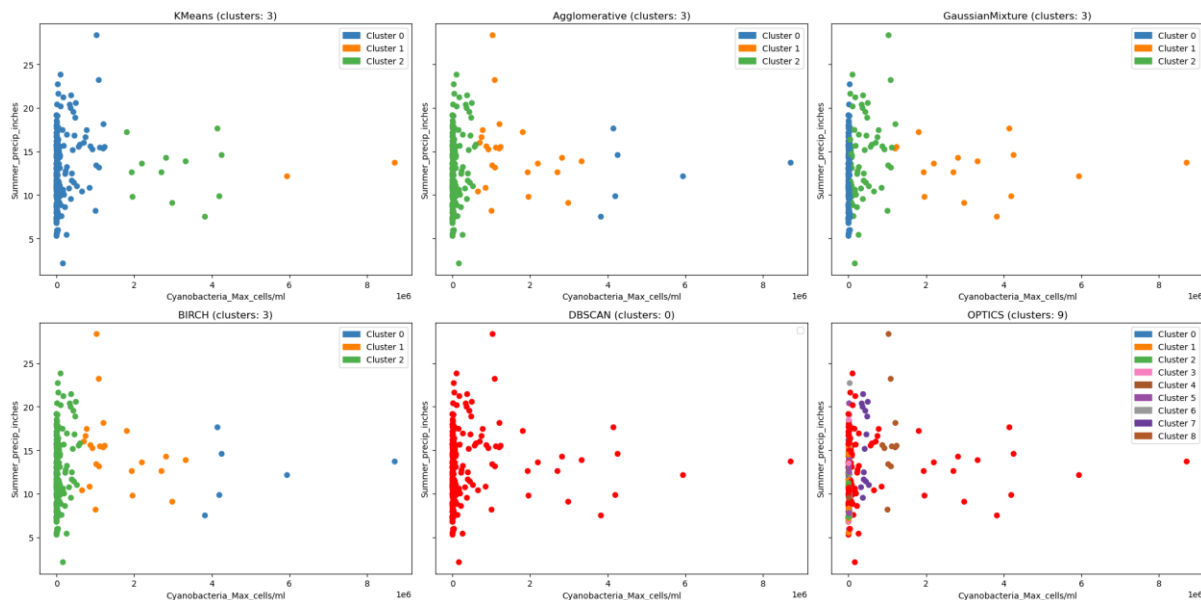 KMeans (clusters: 3)
Summer_precip_inches
25
20
15
10
5
0
2
4
6
8
1e6
Cyanobacteria_Max_cells/ml
Cluster 0
Cluster 1
Cluster 2
Agglomerative (clusters: 3)
Summer_precip_inches
0
2
4
6
8
1e6
Cyanobacteria_Max_cells/ml
Cluster 0
Cluster 1
Cluster 2
GaussianMixture (clusters: 3)
Summer_precip_inches
0
2
4
6
8
1e6
Cyanobacteria_Max_cells/ml
Cluster 0
Cluster 1
Cluster 2
BIRCH (clusters: 3)
Summer_precip_inches
25
20
15
10
5
0
2
4
6
8
1e6
Cyanobacteria_Max_cells/ml
Cluster 0
Cluster 1
Cluster 2
DBSCAN (clusters: 0)
Summer_precip_inches
0
2
4
6
8
1e6
Cyanobacteria_Max_cells/ml
OPTICS (clusters: 9)
Summer_precip_inches
0
2
4
6
8
1e6
Cyanobacteria_Max_cells/ml
Cluster 0
Cluster 1
Cluster 2
Cluster 3
Cluster 4
Cluster 5
Cluster 6
Cluster 7
Cluster 8